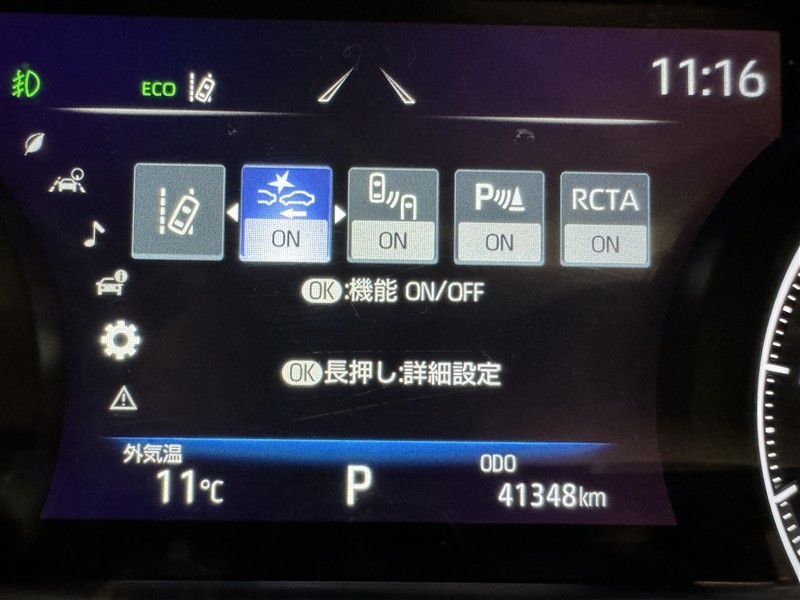 ECO
11:16
ON
ON
P
ON
RCTA
ON
OK:機能 ON/OFF
OK長押し:詳細設定
外気温
11℃
P
ODO
41348km